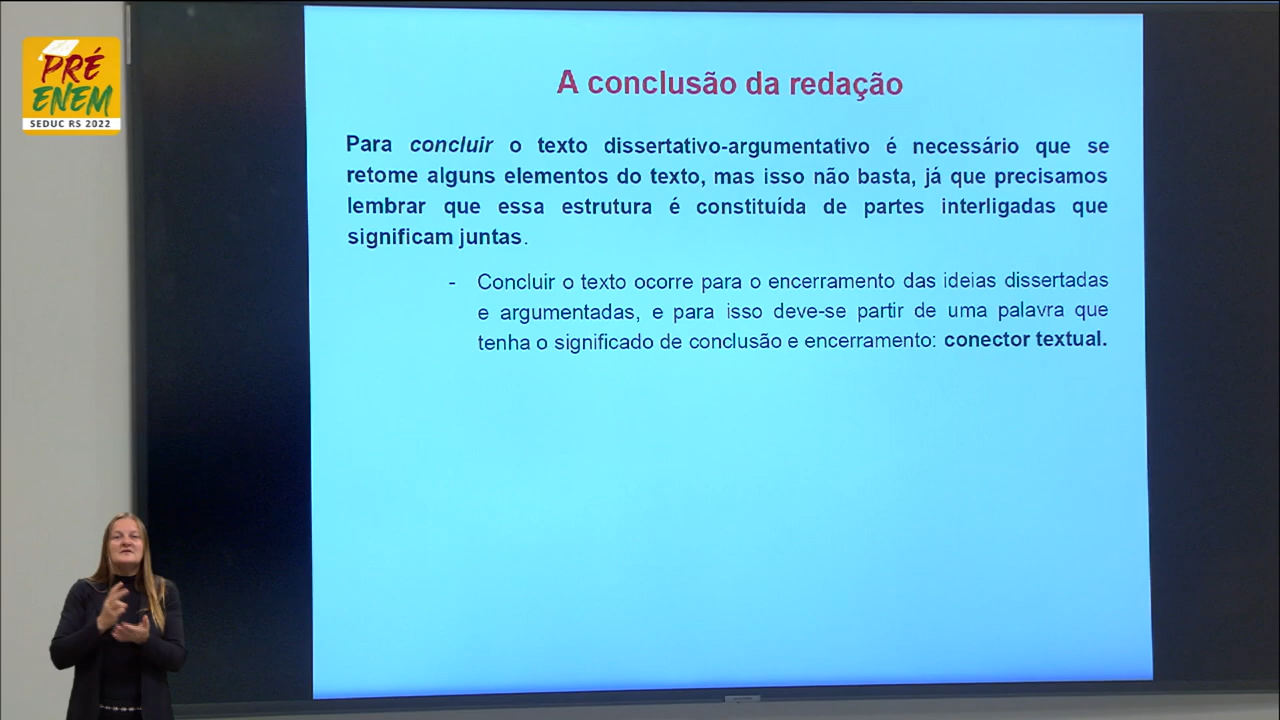 PRÉ
ENEM
SEDUC RS 2022
A conclusão da redação
Para concluir o texto dissertativo-argumentativo é necessário que se
retome alguns elementos do texto, mas isso não basta, já que precisamos
lembrar que essa estrutura é constituída de partes interligadas que
significam juntas.
- Concluir o texto ocorre para o encerramento das ideias dissertadas
e argumentadas, e para isso deve-se partir de uma palavra que
tenha o significado de conclusão e encerramento: conector textual.